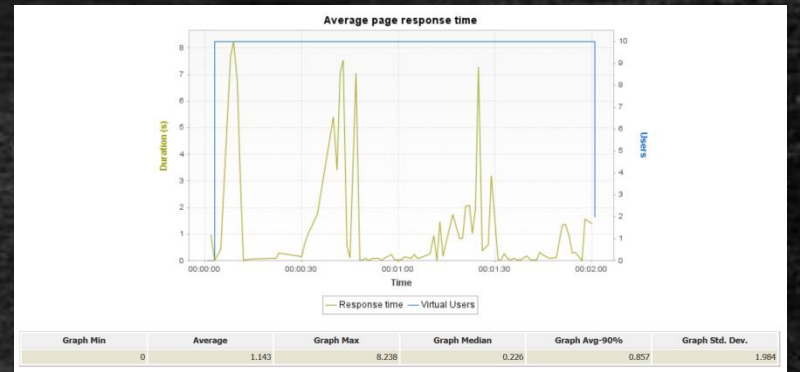 Average page response time
Duration (s)
8
7
6
5
4
3
2
1
0
10
9
8
7
6
5
4
3
2
1
0
Users
00:00:00 00:00:30 00:01:00 00:01:30 00:02:00
Time
Response time Virtual Users
Graph Min Average Graph Max Graph Median Graph Avg-90% Graph Std. Dev.
0 1.143 8.238 0.226 0.857 1.984